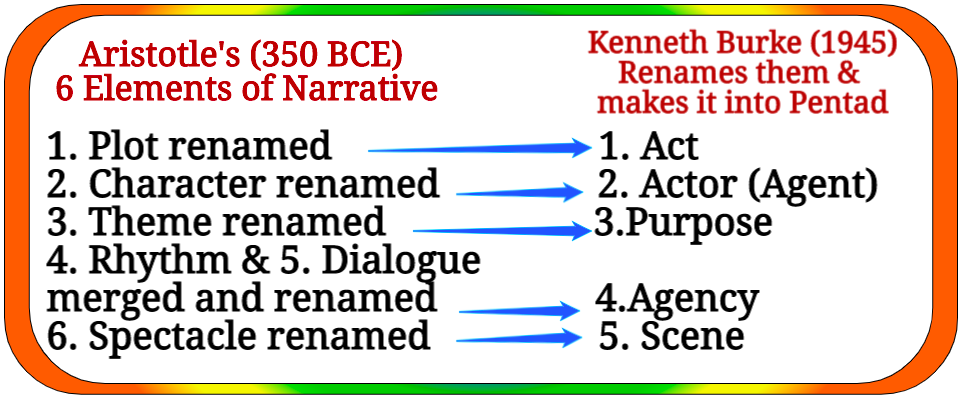 Aristotle's (350 BCE)
6 Elements of Narrative
1. Plot renamed
2. Character renamed
3. Theme renamed
4. Rhythm & 5. Dialogue
merged and renamed
6. Spectacle renamed
Kenneth Burke (1945)
Renames them &
makes it into Pentad
1. Act
2. Actor (Agent)
3.Purpose
4.Agency
5. Scene